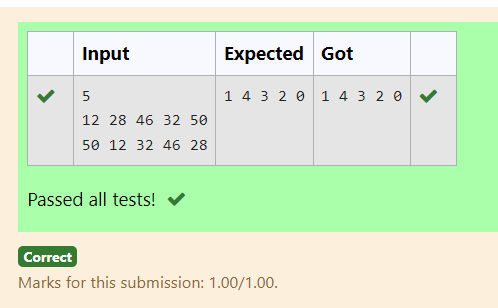 Input Expected Got
5 1 4 3 2 0 1 4 3 2 0
12 28 46 32 50
50 12 32 46 28
Passed all tests!
Correct
Marks for this submission: 1.00/1.00.